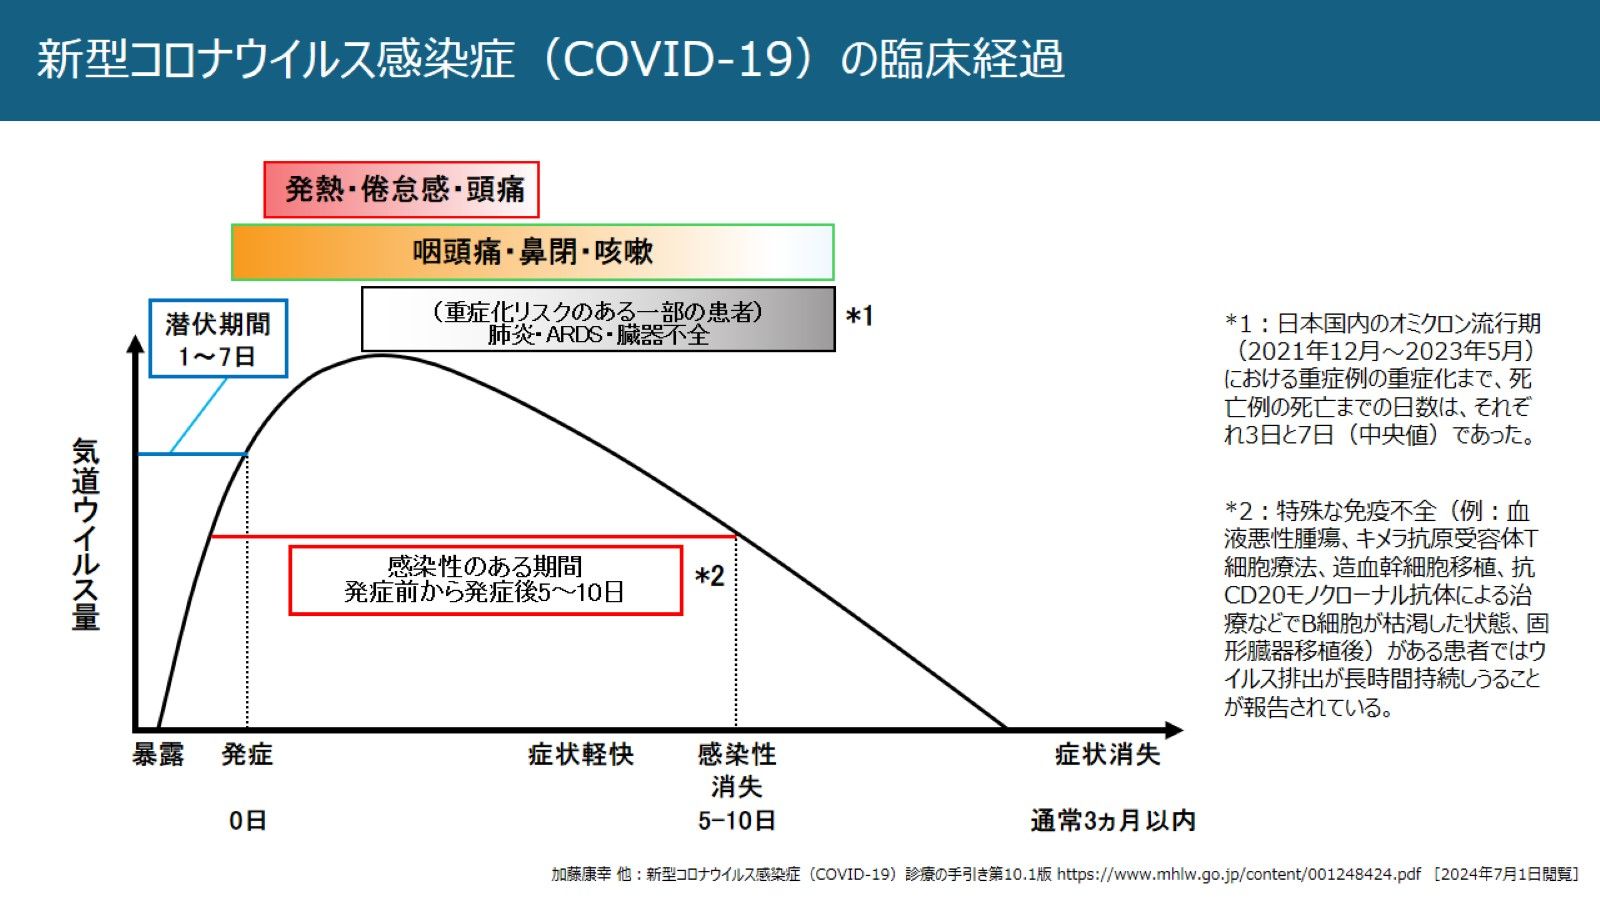 新型コロナウイルス感染症（COVID-19）の臨床経過
発熱・倦怠感・頭痛
咽頭痛・鼻閉・咳嗽
（重症化リスクのある一部の患者）
肺炎・ARDS・臓器不全
*1
潜伏期間
1～7日
気道ウイルス量
感染性のある期間
発症前から発症後5～10日
*2
暴露
発症
症状軽快
感染性
消失
症状消失
0日
5-10日
通常3ヵ月以内
*1：日本国内のオミクロン流行期
（2021年12月～2023年5月）
における重症例の重症化まで、死
亡例の死亡までの日数は、それぞ
れ3日と7日（中央値）であった。
*2：特殊な免疫不全（例：血
液悪性腫瘍、キメラ抗原受容体T
細胞療法、造血幹細胞移植、抗
CD20モノクローナル抗体による治
療などでB細胞が枯渇した状態、固
形臓器移植後）がある患者ではウ
イルス排出が長時間持続しうること
が報告されている。
加藤康幸 他：新型コロナウイルス感染症（COVID-19）診療の手引き第10.1版 https://www.mhlw.go.jp/content/001248424.pdf ［2024年7月1日閲覧］